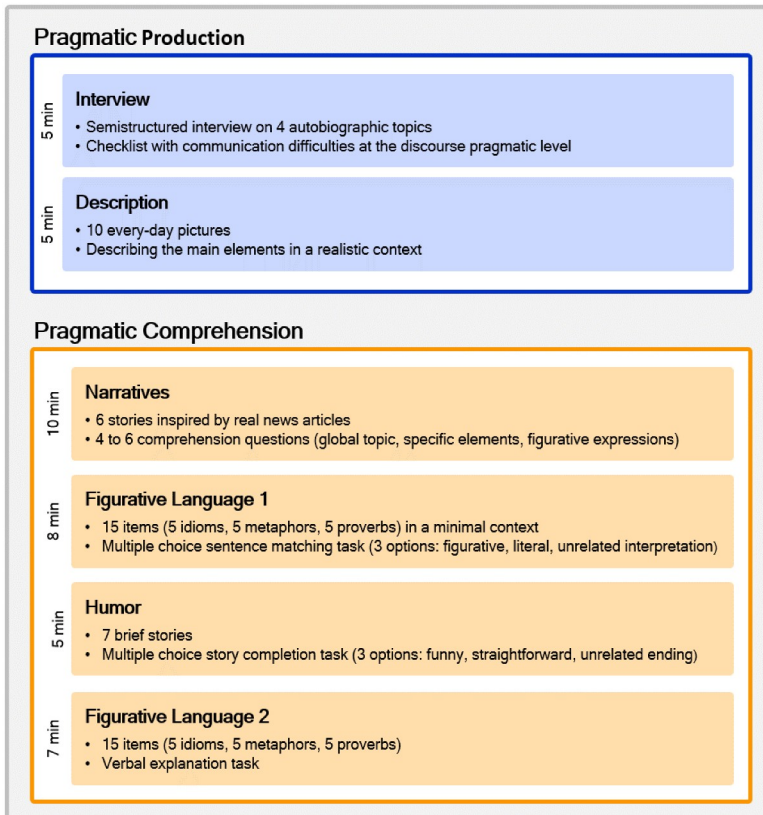 Pragmatic Production
5 min
Interview
• Semistructured interview on 4 autobiographic topics
• Checklist with communication difficulties at the discourse pragmatic level
5 min
Description
• 10 every-day pictures
• Describing the main elements in a realistic context
Pragmatic Comprehension
10 min
Narratives
• 6 stories inspired by real news articles
• 4 to 6 comprehension questions (global topic, specific elements, figurative expressions)
8 min
Figurative Language 1
• 15 items (5 idioms, 5 metaphors, 5 proverbs) in a minimal context
• Multiple choice sentence matching task (3 options: figurative, literal, unrelated interpretation)
5 min
Humor
• 7 brief stories
• Multiple choice story completion task (3 options: funny, straightforward, unrelated ending)
7 min
Figurative Language 2
• 15 items (5 idioms, 5 metaphors, 5 proverbs)
• Verbal explanation task